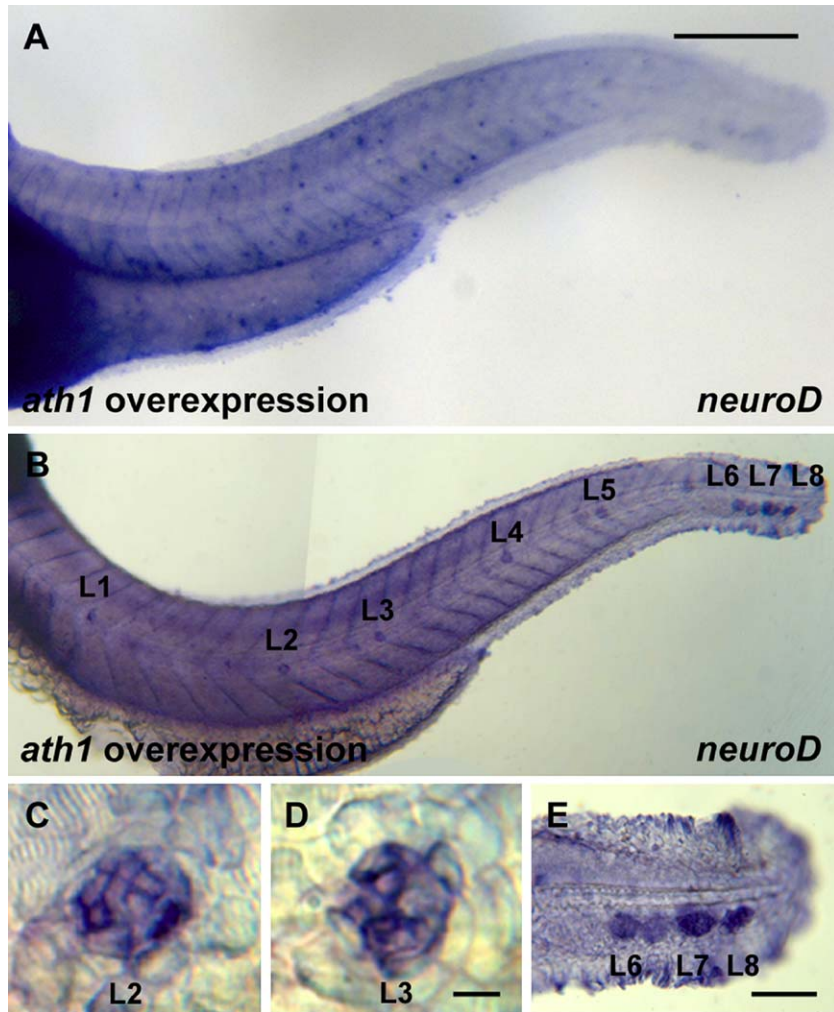 A
ath1 overexpression neuroD
B
L1
L2
L3
L4
L5
L6 L7 L8
ath1 overexpression neuroD
C
L2
D
L3
E
L6 L7 L8